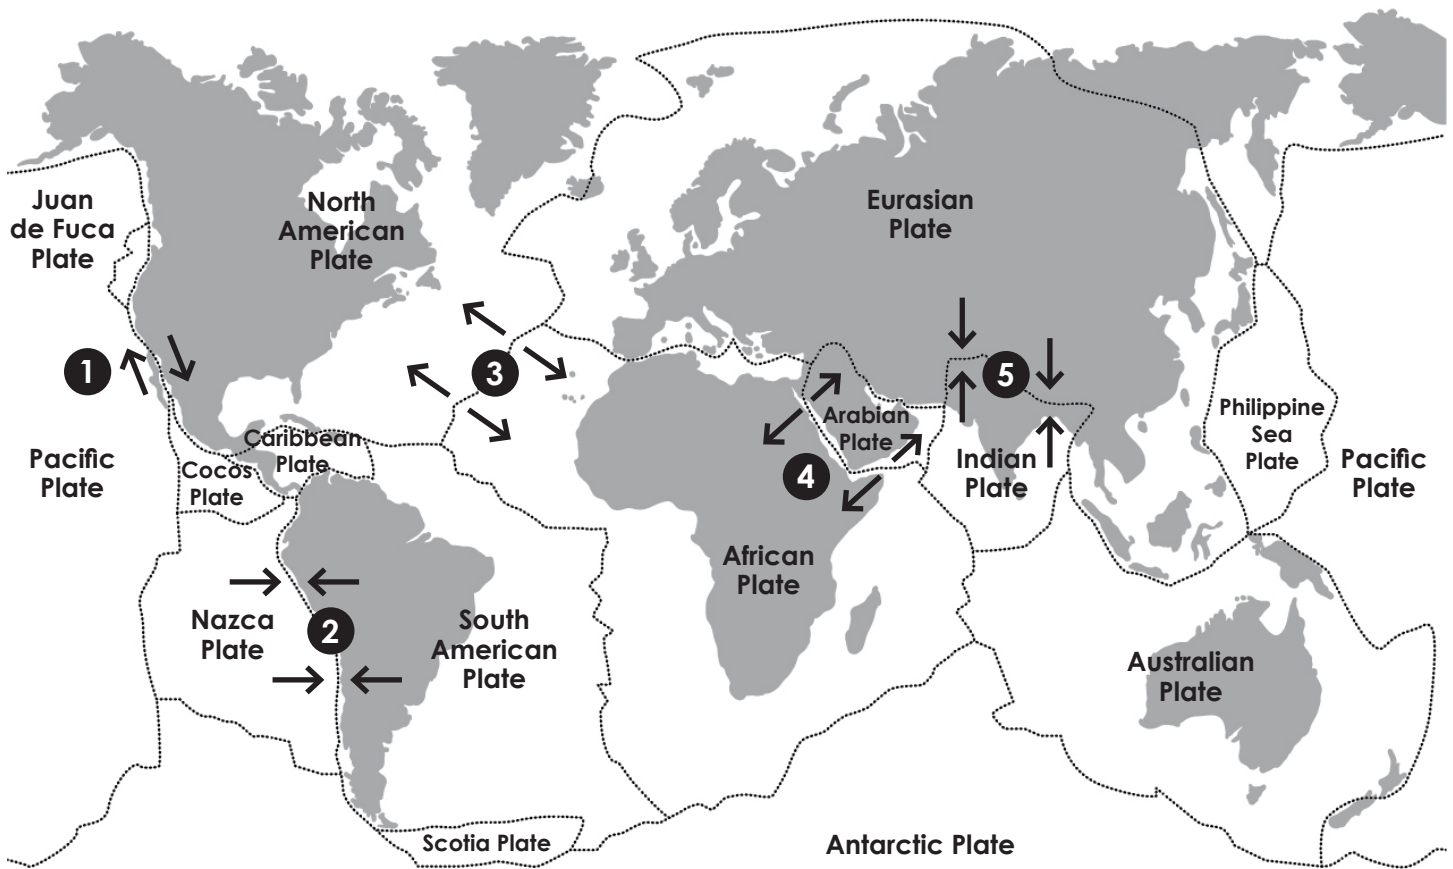 Juan
de Fuca
Plate
North
American
Plate
Eurasian
Plate
1
3
5
Caribbean
Plate
Cocos
Plate
Arabian
Plate
Philippine
Sea
Plate
Pacific
Plate
4
Indian
Plate
Pacific
Plate
African
Plate
Nazca
Plate
2
South
American
Plate
Australian
Plate
Scotia Plate
Antarctic Plate